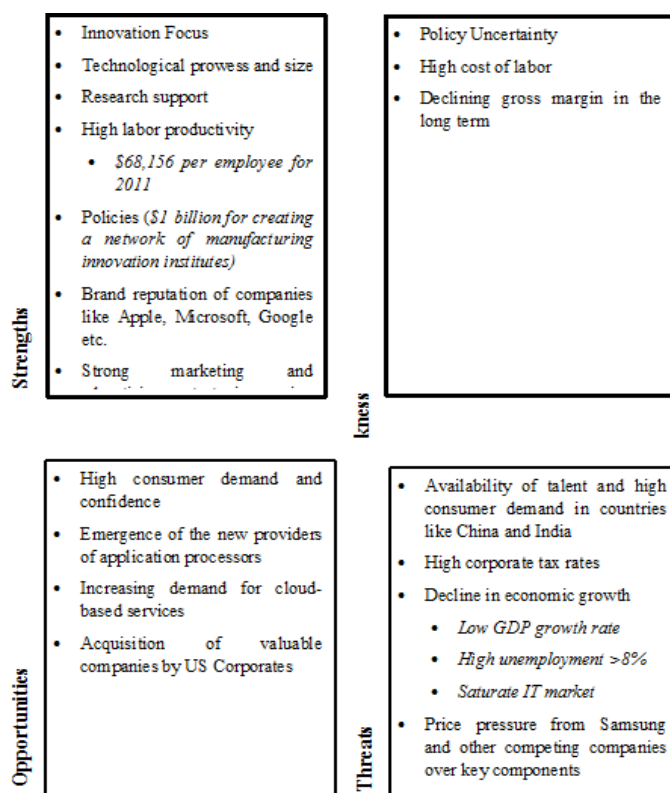 Innovation Focus
Technological prowess and size
Research support
High labor productivity
$68,156 per employee for
2011
Policies ($1 billion for creating
a network of manufacturing
innovation institutes)
Brand reputation of companies
like Apple, Microsoft, Google
etc.
Strong marketing and
Strengths
Policy Uncertainty
High cost of labor
Declining gross margin in the
long term
kness
High consumer demand and
confidence
Emergence of the new providers
of application processors
Increasing demand for cloud-
based services
Acquisition of valuable
companies by US Corporates
Opportunities
Availability of talent and high
consumer demand in countries
like China and India
High corporate tax rates
Decline in economic growth
Low GDP growth rate
High unemployment >8%
Saturate IT market
Price pressure from Samsung
and other competing companies
over key components
Threats